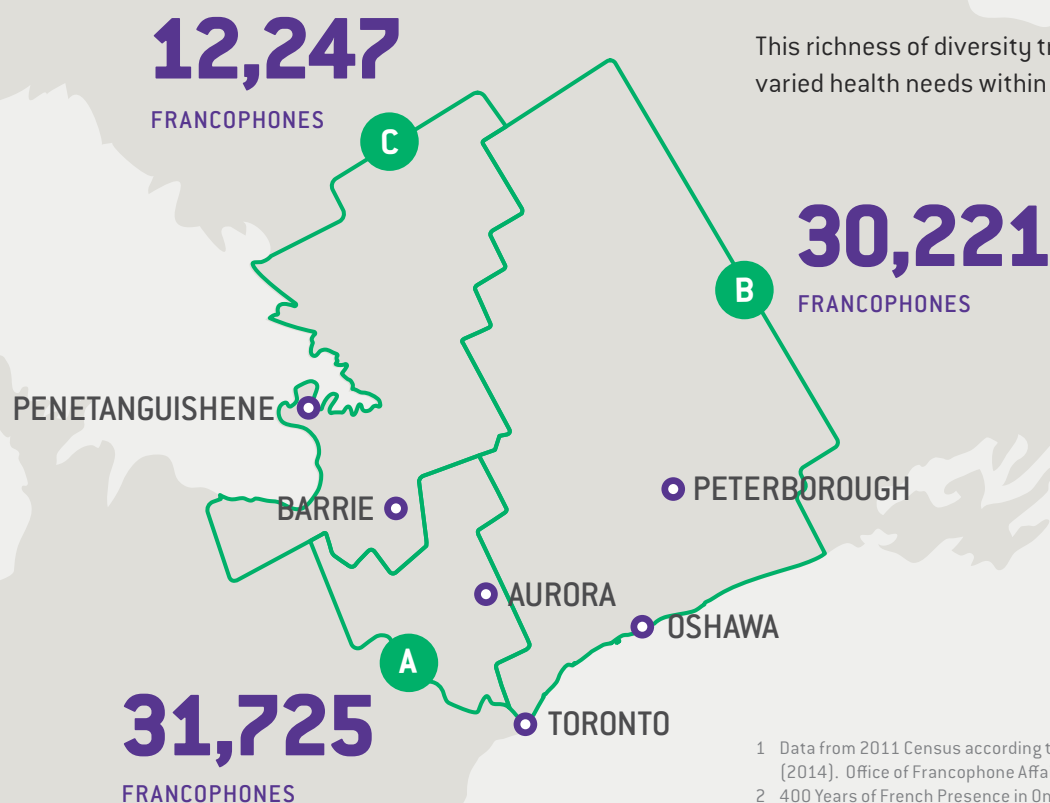 12,247
FRANCOPHONES
This richness of diversity
varied health needs within
C
30,221
FRANCOPHONES
B
PENETANGUISHENE
BARRIE
PETERBOROUGH
AURORA
OSHAWA
A
31,725
FRANCOPHONES
TORONTO
1 Data from 2011 Census according
(2014). Office of Francophone
2 400 Years of French Presence in